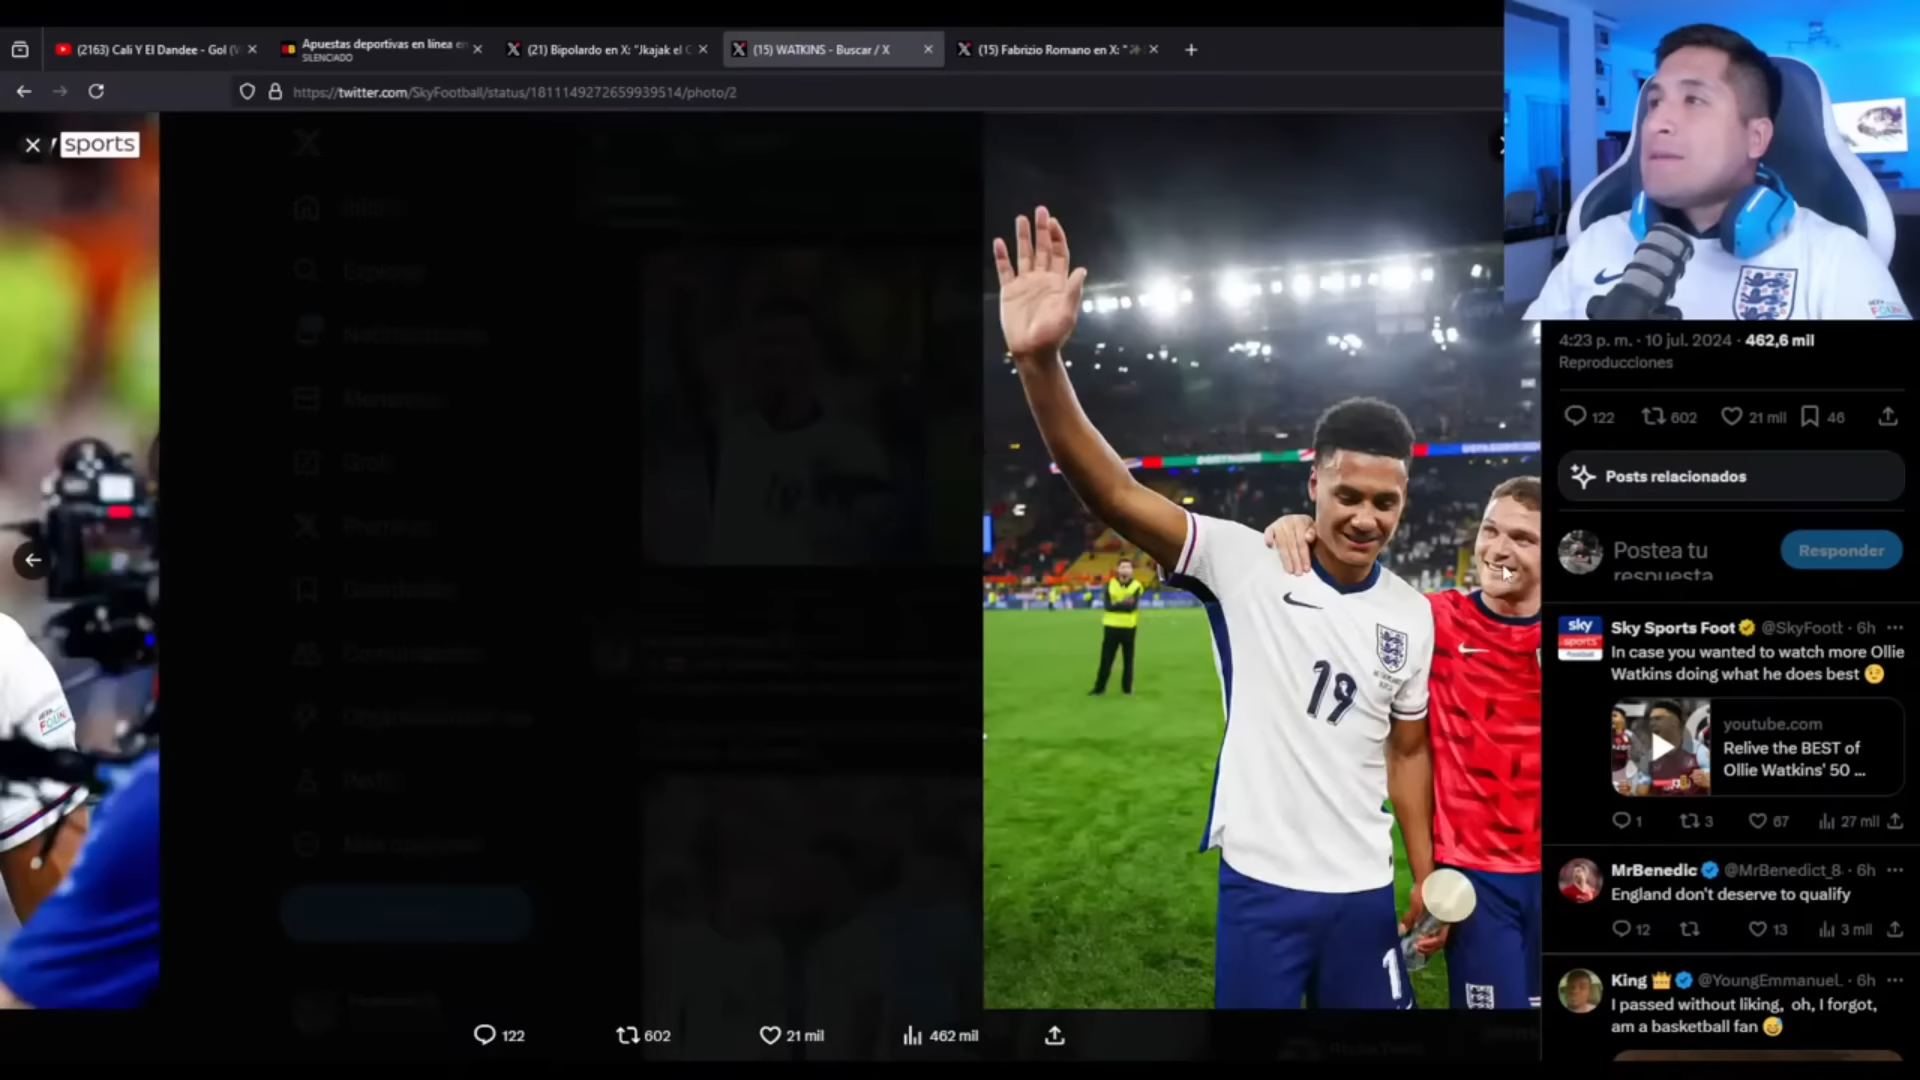 (2163) Cali Y El Dandee - Gol (
Apuestas deportivas en línea en
SILENCIADO
(21) Bipolardo en X: "Jkajak el C
(15) WATKINS - Buscar / X
(15) Fabrizio Romano en X: "
https://twitter.com/SkyFootball/status/1811149272659939514/photo/2
sports
DORTMUND
19
1
4:23 p. m. · 10 jul. 2024 · 462,6 mil
Reproducciones
122 602 21 mil 46
Posts relacionados
Postea tu
respuesta
Responder
sky
sports
Sky Sports Foot @SkyFoott · 6h
In case you wanted to watch more Ollie
Watkins doing what he does best 😉
youtube.com
Relive the BEST of
Ollie Watkins' 50 ...
1 3 67 27 mil
MrBenedic @MrBenedict_8 · 6h
England don't deserve to qualify
12 13 3 mil
King 👑 @YoungEmmanuel. · 6h
I passed without liking, oh, I forgot,
am a basketball fan 😅
122 602 21 mil 462 mil